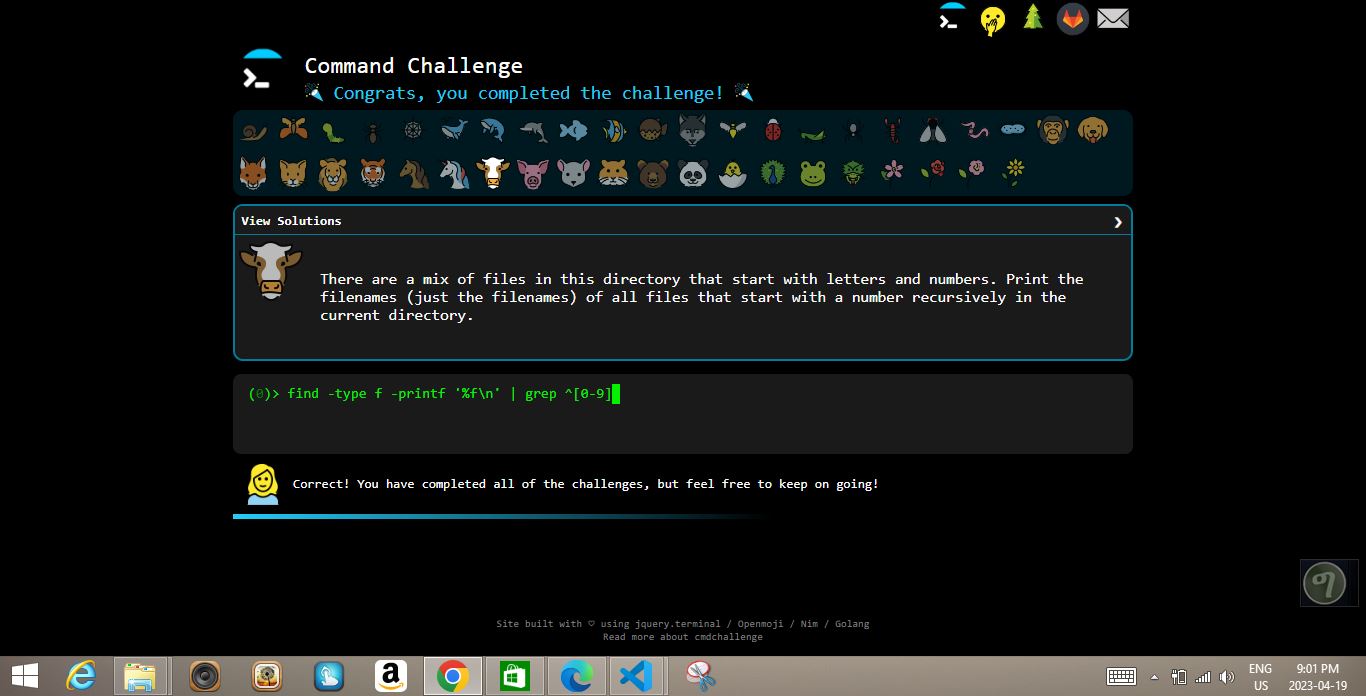 Command Challenge
Congrats, you completed the challenge!
View Solutions
There are a mix of files in this directory that start with letters and numbers. Print the
filenames (just the filenames) of all files that start with a number recursively in the
current directory.
(0)> find -type f -printf '%f\n' | grep ^[0-9]
Correct! You have completed all of the challenges, but feel free to keep on going!
Site built with ♡ using jquery.terminal / Openmoji / Nim / Golang
Read more about cmdchallenge
ENG 9:01 PM
US 2023-04-19